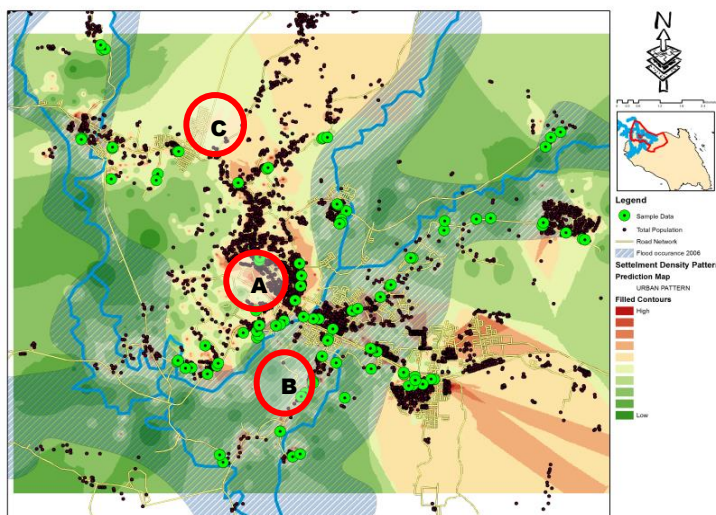 N
C
A
B
Legend
Sample Data
Total Population
Road Network
Flood occurence 2006
Settelment Density Pattern
Prediction Map
URBAN PATTERN
Filled Contours
High
Low